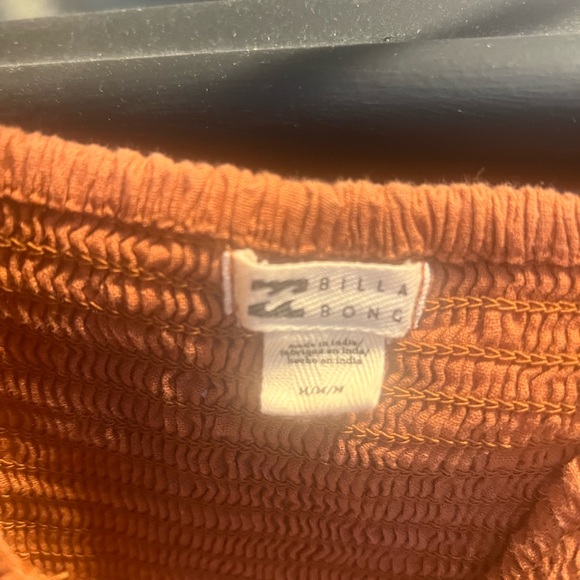 BILLA
BONG
made in India/
fabriqué en inde/
hecho en india